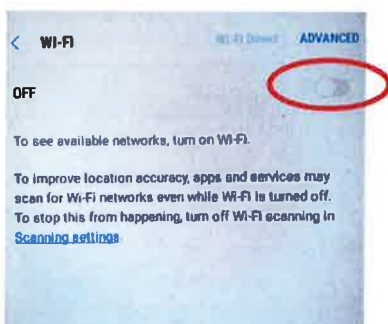 < WI-FI Wi-Fi Direct ADVANCED
OFF
To see available networks, turn on Wi-Fi.
To improve location accuracy, apps and services may
scan for Wi-Fi networks even while Wi-Fi is turned off.
To stop this from happening, turn off Wi-Fi scanning in
Scanning settings